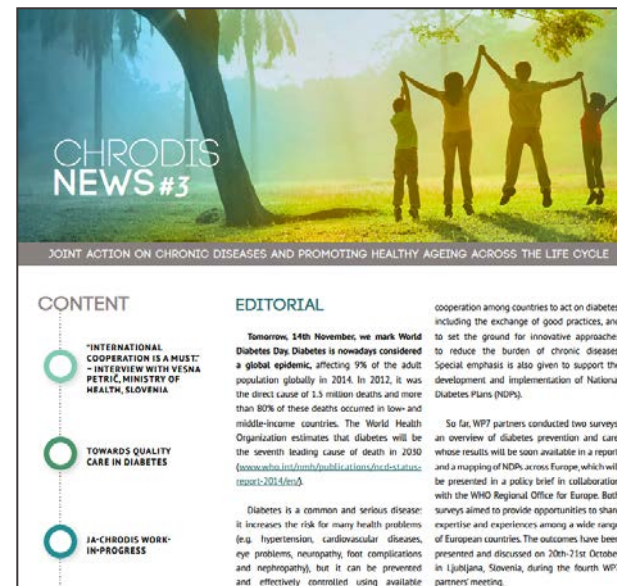 CHRODIS
NEWS #3
JOINT ACTION ON CHRONIC DISEASES AND PROMOTING HEALTHY AGEING ACROSS THE LIFE CYCLE
CONTENT
"INTERNATIONAL
COOPERATION IS A MUST."
– INTERVIEW WITH VESNA
PETRIČ, MINISTRY OF
HEALTH, SLOVENIA
TOWARDS QUALITY
CARE IN DIABETES
JA-CHRODIS WORK-
IN-PROGRESS
EDITORIAL
Tomorrow, 14th November, we mark World
Diabetes Day. Diabetes is nowadays considered
a global epidemic, affecting 9% of the adult
population globally in 2014. In 2012, it was
the direct cause of 1.5 million deaths and more
than 80% of these deaths occurred in low- and
middle-income countries. The World Health
Organization estimates that diabetes will be
the seventh leading cause of death in 2030
(www.who.int/nmh/publications/ncd-status-
report-2014/en/).
Diabetes is a common and serious disease:
it increases the risk for many health problems
(e.g. hypertension, cardiovascular diseases,
eye problems, neuropathy, foot complications
and nephropathy), but it can be prevented
and effectively controlled using available
cooperation among countries to act on diabetes
including the exchange of good practices, and
to set the ground for innovative approaches
to reduce the burden of chronic diseases
Special emphasis is also given to support the
development and implementation of National
Diabetes Plans (NDPs).
So far, WP7 partners conducted two surveys
an overview of diabetes prevention and care
whose results will be soon available in a report
and a mapping of NDPs across Europe, which will
be presented in a policy brief in collaboration
with the WHO Regional Office for Europe. Both
surveys aimed to provide opportunities to share
expertise and experiences among a wide range
of European countries. The outcomes have been
presented and discussed on 20th-21st October
in Ljubljana, Slovenia, during the fourth WP7
partners' meeting.